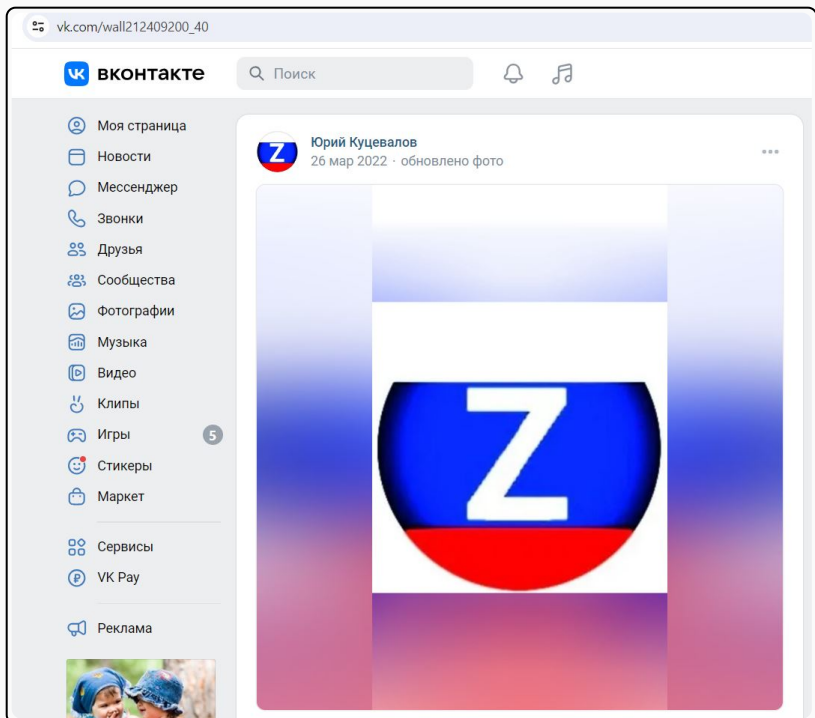 vk.com/wall212409200_40
вконтакте
Поиск
Моя страница
Новости
Мессенджер
Звонки
Друзья
Сообщества
Фотографии
Музыка
Видео
Клипы
Игры 5
Стикеры
Маркет
Сервисы
VK Pay
Реклама
Юрий Куцевалов
26 мар 2022 · обновлено фото
Z